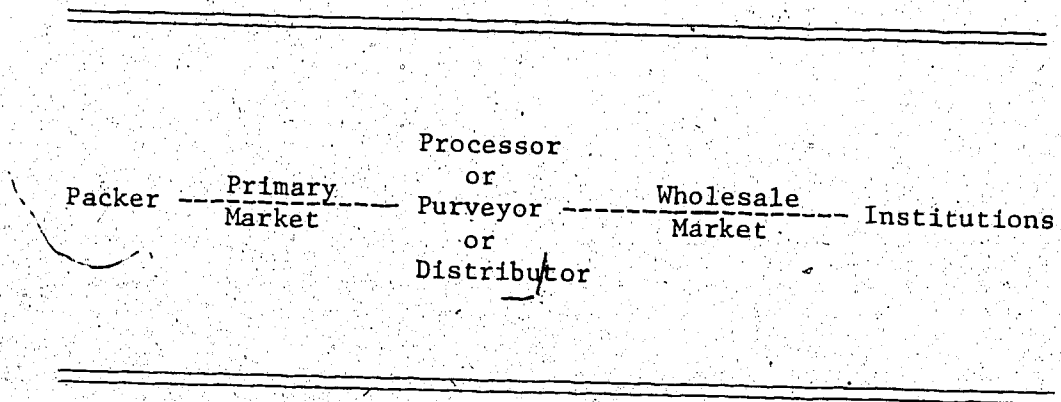 Processor
or
Packer ---Primary--- Purveyor ---Wholesale--- Institutions
Market Market
or
Distributor